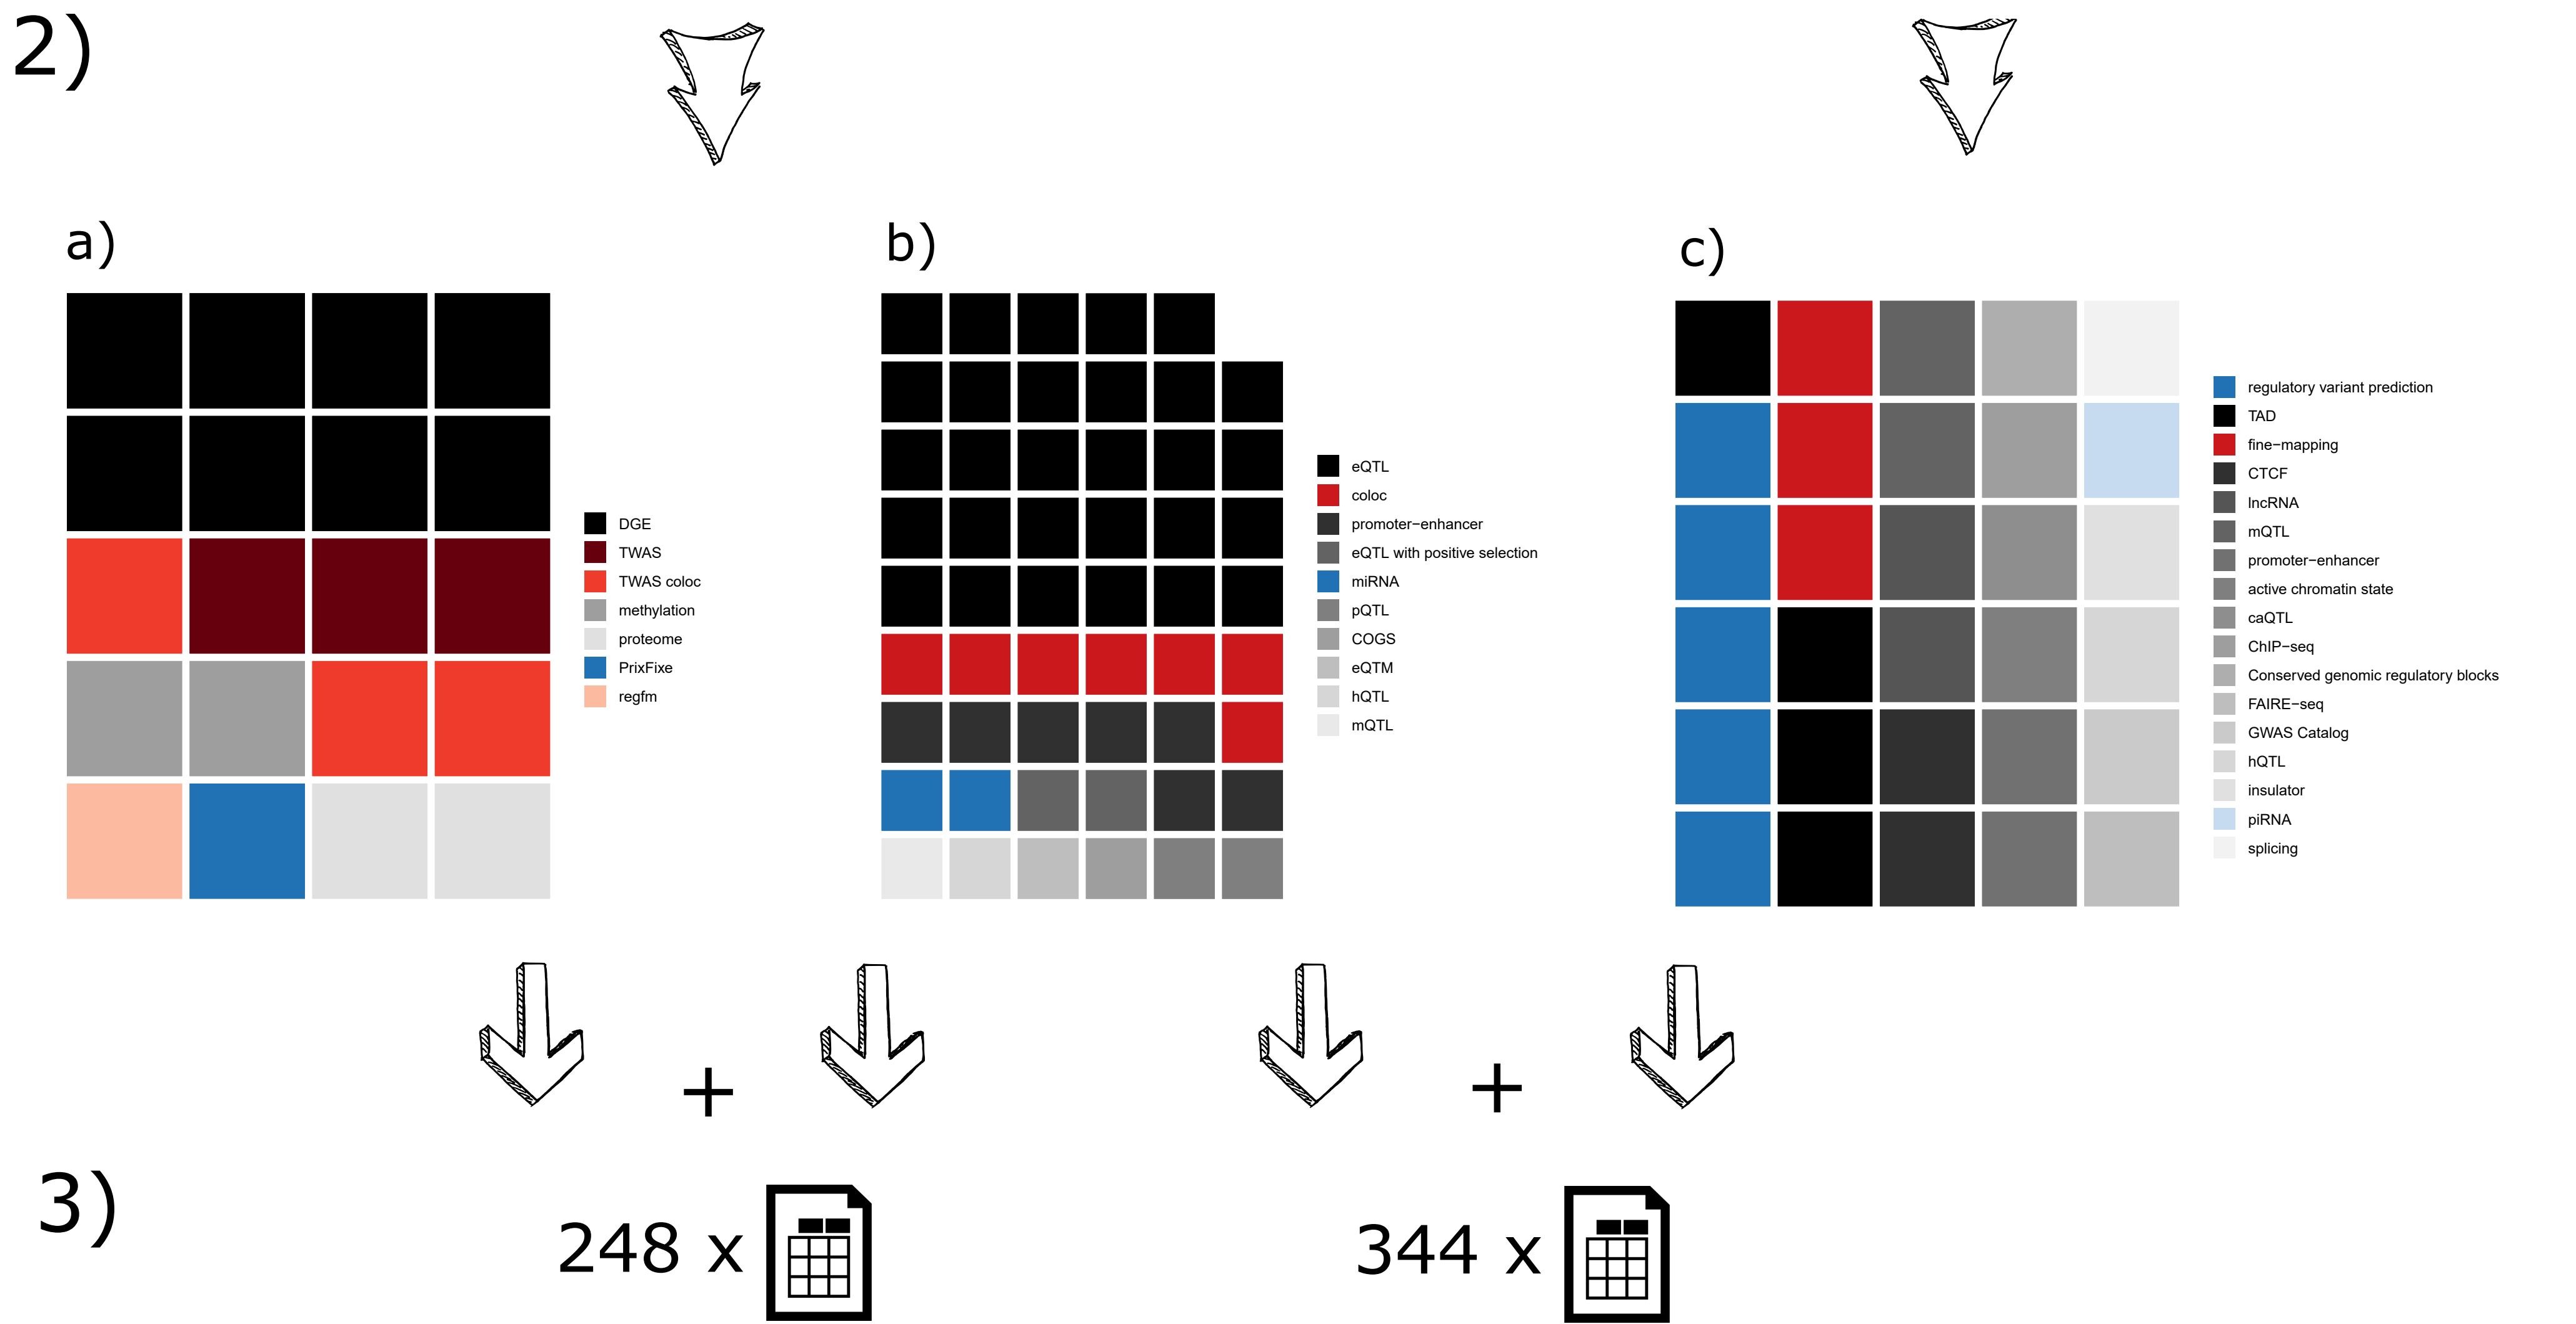 2)
a)
b)
c)
DGE
TWAS
TWAS coloc
methylation
proteome
PrixFixe
regfm
eQTL
coloc
promoter−enhancer
eQTL with positive selection
miRNA
pQTL
COGS
eQTM
hQTL
mQTL
regulatory variant prediction
TAD
fine−mapping
CTCF
lncRNA
mQTL
promoter−enhancer
active chromatin state
caQTL
ChIP−seq
Conserved genomic regulatory blocks
FAIRE−seq
GWAS Catalog
hQTL
insulator
piRNA
splicing
+
+
3)
248 x
344 x